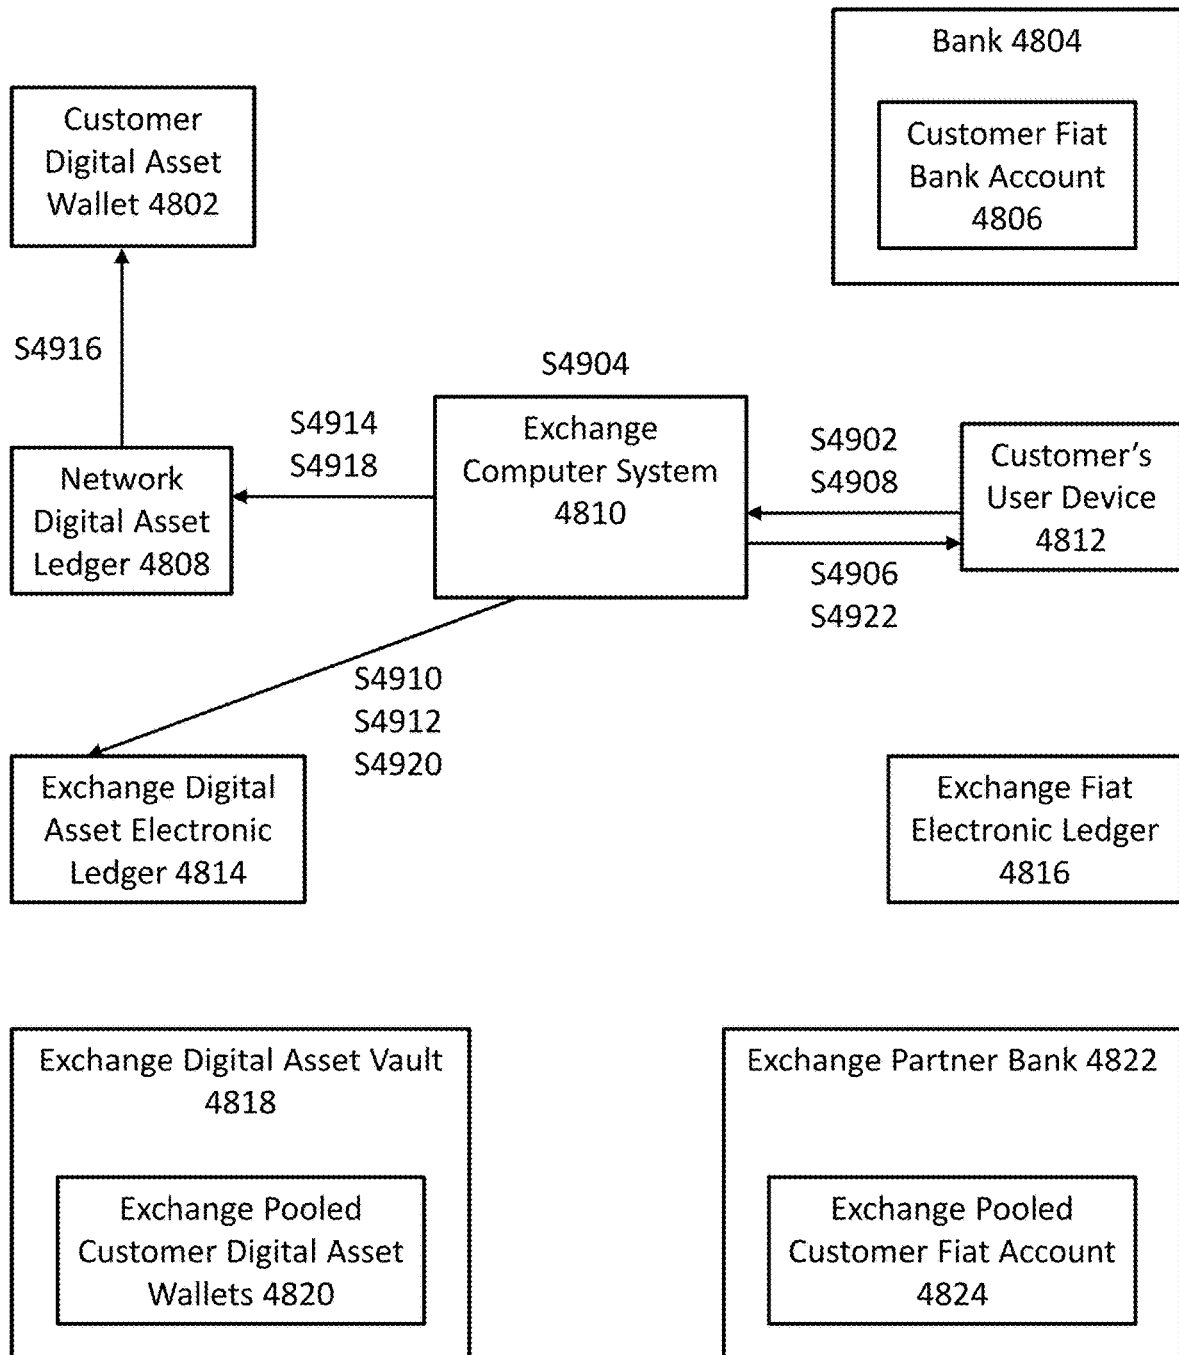 Bank 4804
Customer
Digital Asset
Wallet 4802
Customer Fiat
Bank Account
4806
S4916
S4904
S4914
S4918
Exchange
Computer System
4810
S4902
S4908
Customer’s
User Device
4812
Network
Digital Asset
Ledger 4808
S4906
S4922
S4910
S4912
S4920
Exchange Digital
Asset Electronic
Ledger 4814
Exchange Fiat
Electronic Ledger
4816
Exchange Digital Asset Vault
4818
Exchange Pooled
Customer Digital Asset
Wallets 4820
Exchange Partner Bank 4822
Exchange Pooled
Customer Fiat Account
4824